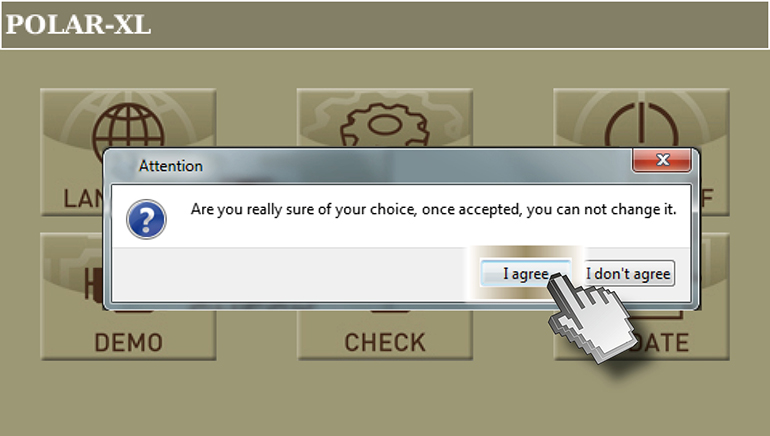 POLAR-XL
Attention
Are you really sure of your choice, once accepted, you can not change it.
I agree
I don't agree
DEMO
CHECK